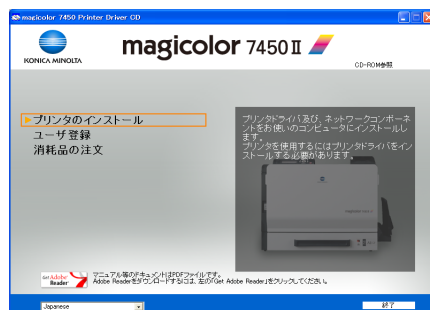 magicolor 7450 Printer Driver CD
KONICA MINOLTA
magicolor 7450 II
CD-ROM参照
プリンタのインストール
ユーザ登録
消耗品の注文
プリンタドライバ及び、ネットワークコンポーネ
ントをお使いのコンピュータにインストールし
ます。
プリンタを使用するにはプリンタドライバをイン
ストールする必要があります。
Get Adobe Reader
マニュアル等のドキュメントはPDFファイルです。
Adobe Readerをダウンロードするには、左の「Get Adobe Reader」をクリックしてください。
Japanese
終了